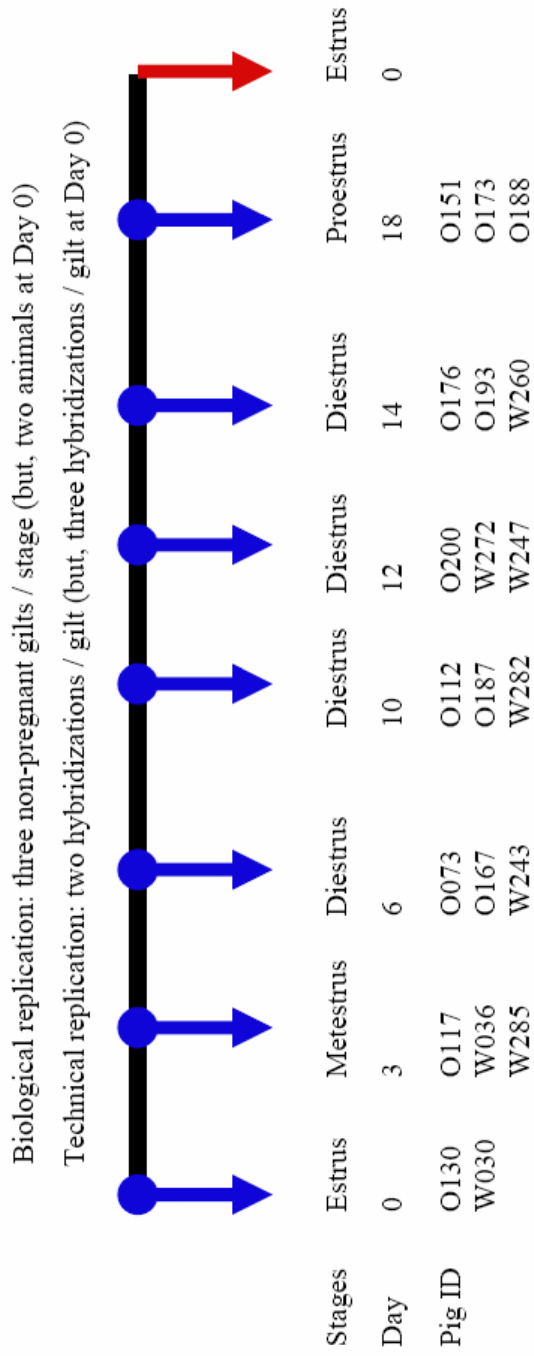 Biological replication: three non-pregnant gilts / stage (but, two animals at Day 0)
Technical replication: two hybridizations / gilt (but, three hybridizations / gilt at Day 0)
Stages Estrus Metestrus Diestrus Diestrus Diestrus Diestrus Proestrus Estrus
Day 0 3 6 10 12 14 18 0
Pig ID O130 O117 O073 O112 O200 O176 O151
W030 W036 O167 O187 W272 O193 O173
W285 W243 W282 W247 W260 O188